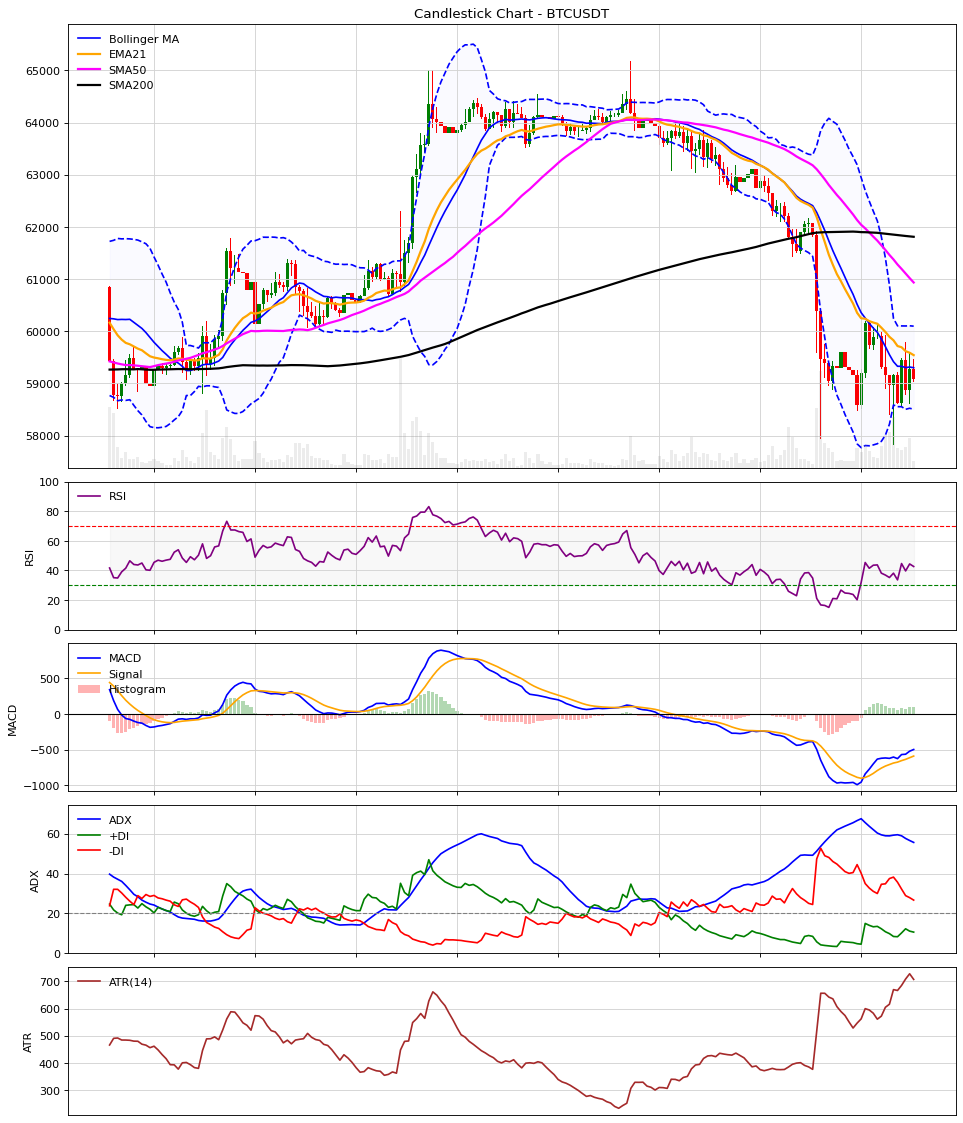 Candlestick Chart - BTCUSDT
Bollinger MA
EMA21
SMA50
SMA200
65000
64000
63000
62000
61000
60000
59000
58000
RSI
RSI
100
80
60
40
20
0
MACD
Signal
Histogram
MACD
500
0
−500
−1000
ADX
+DI
-DI
ADX
60
40
20
0
ATR(14)
ATR
700
600
500
400
300